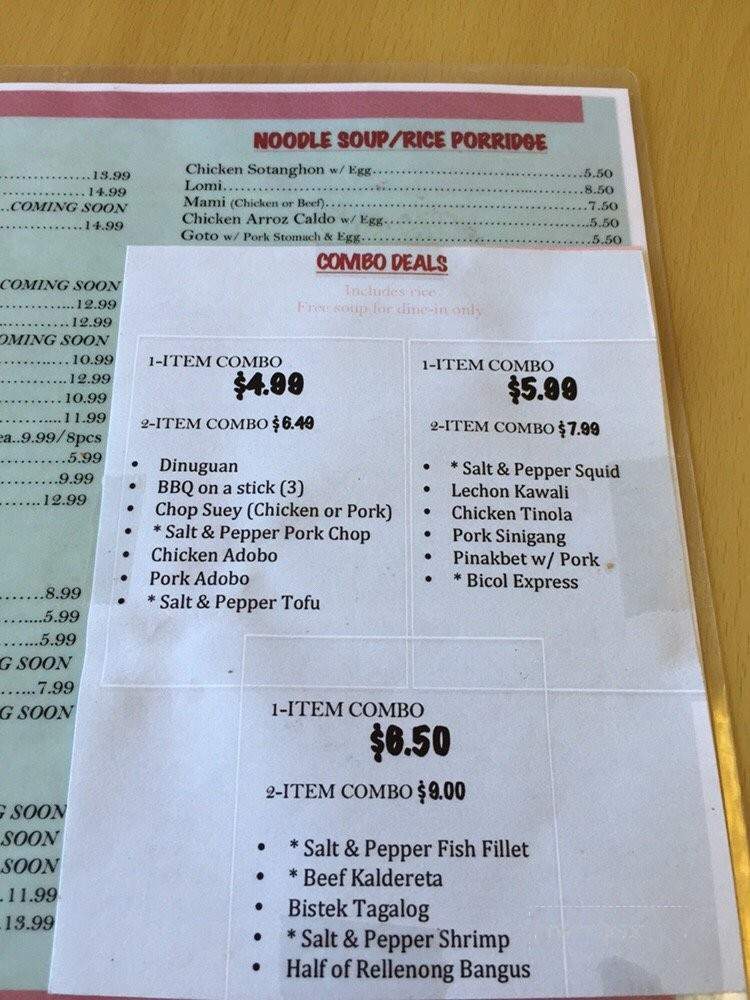 NOODLE SOUP/RICE PORRIDGE
Chicken Sotanghon w/ Egg..........5.50
Lomi..........8.50
Mami (Chicken or Beef)..........7.50
Chicken Arroz Caldo w/ Egg..........5.50
Goto w/ Pork Stomach & Egg..........5.50
..........13.99
..........14.99
...COMING SOON
..........14.99
COMING SOON
..........12.99
..........12.99
OMING SOON
..........10.99
..........12.99
..........10.99
..........11.99
ea..9.99/8pcs
..........5.99
..........9.99
..........12.99
..........8.99
..........5.99
..........5.99
G SOON
......7.99
G SOON
G SOON
SOON
SOON
.11.99
.13.99
COMBO DEALS
Includes rice
Free soup for dine-in only
1-ITEM COMBO
$4.99
2-ITEM COMBO $6.49
• Dinuguan
• BBQ on a stick (3)
• Chop Suey (Chicken or Pork)
• * Salt & Pepper Pork Chop
• Chicken Adobo
• Pork Adobo
• * Salt & Pepper Tofu
1-ITEM COMBO
$5.99
2-ITEM COMBO $7.99
• * Salt & Pepper Squid
• Lechon Kawali
• Chicken Tinola
• Pork Sinigang
• Pinakbet w/ Pork
• * Bicol Express
1-ITEM COMBO
$6.50
2-ITEM COMBO $9.00
• * Salt & Pepper Fish Fillet
• * Beef Kaldereta
• Bistek Tagalog
• * Salt & Pepper Shrimp
• Half of Rellenong Bangus